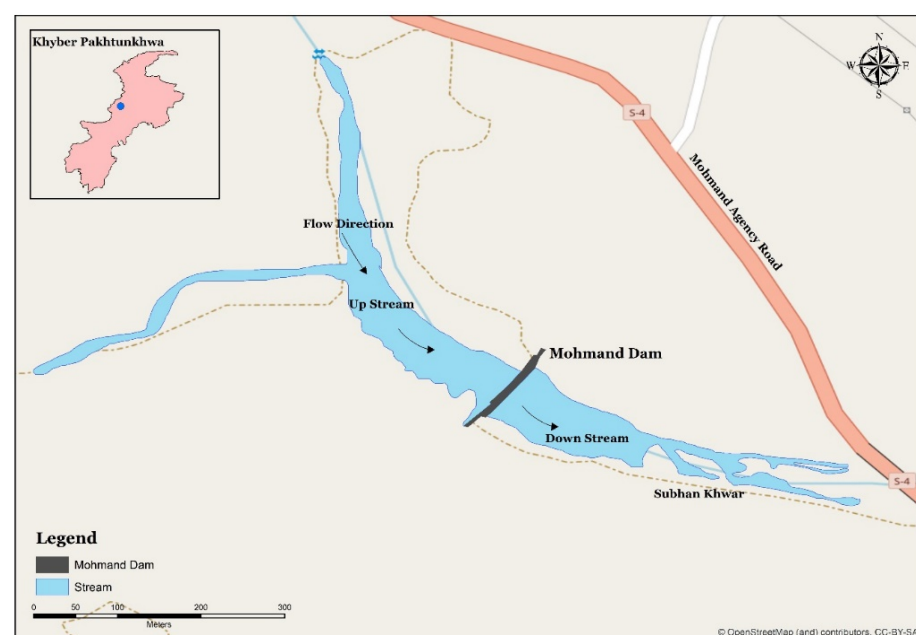 Khyber Pakhtunkhwa
N
W E
S
S-4
Mohmand Agency Road
Flow Direction
Up Stream
Mohmand Dam
Down Stream
S-4
Subhan Khwar
Legend
Mohmand Dam
Stream
0 50 100 200 300
Meters
© OpenStreetMap (and) contributors, CC-BY-SA